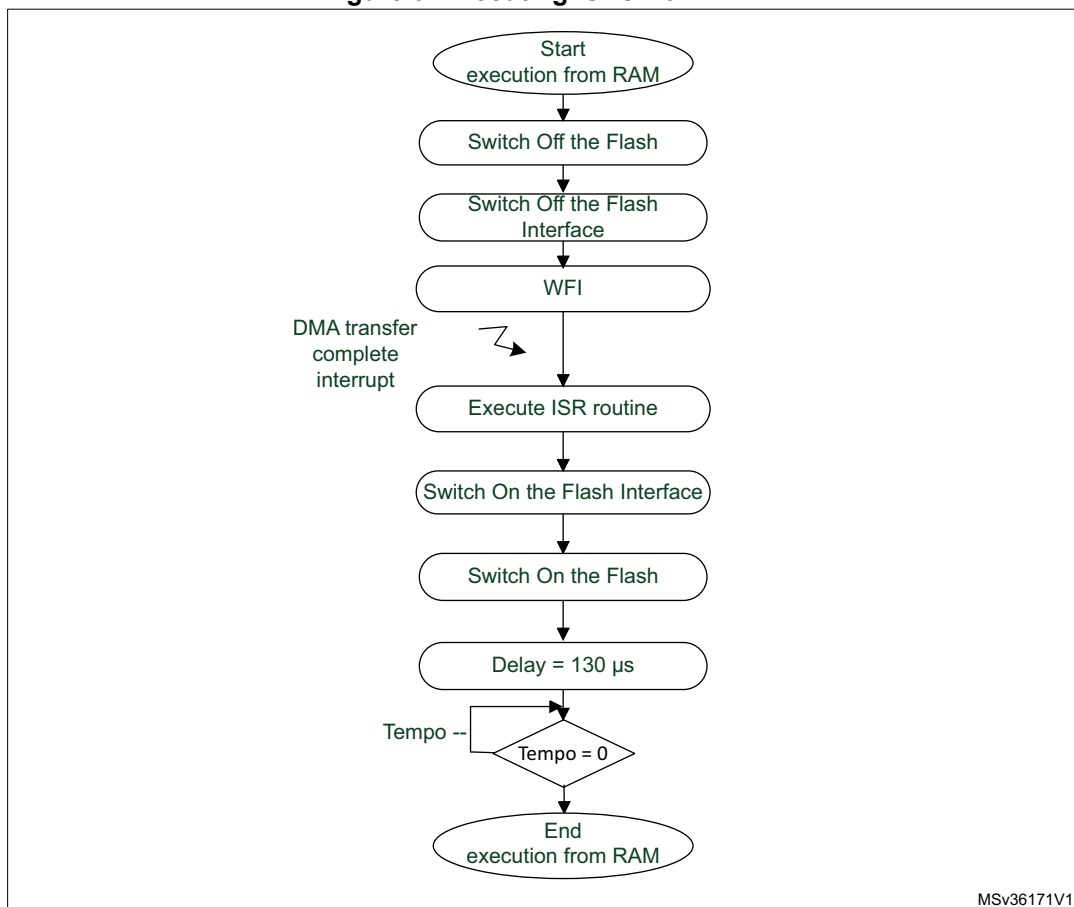 Start
execution from RAM
Switch Off the Flash
Switch Off the Flash
Interface
WFI
DMA transfer
complete
interrupt
Execute ISR routine
Switch On the Flash Interface
Switch On the Flash
Delay = 130 µs
Tempo --
Tempo = 0
End
execution from RAM
MSv36171V1